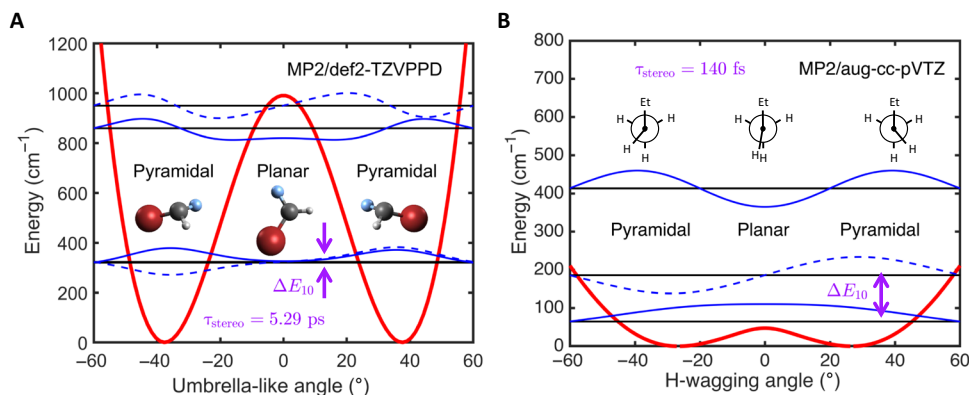 A
MP2/def2-TZVPPD
Pyramidal
Planar
Pyramidal
ΔE10
τstereo = 5.29 ps
Energy (cm−1)
1200
1000
800
600
400
200
0
−60
−40
−20
0
20
40
60
Umbrella-like angle (°)
B
τstereo = 140 fs
MP2/aug-cc-pVTZ
Et
H
H
H
H
Et
H
H
H
H
Et
H
H
H
H
Pyramidal
Planar
Pyramidal
ΔE10
Energy (cm−1)
800
700
600
500
400
300
200
100
0
−60
−40
−20
0
20
40
60
H-wagging angle (°)